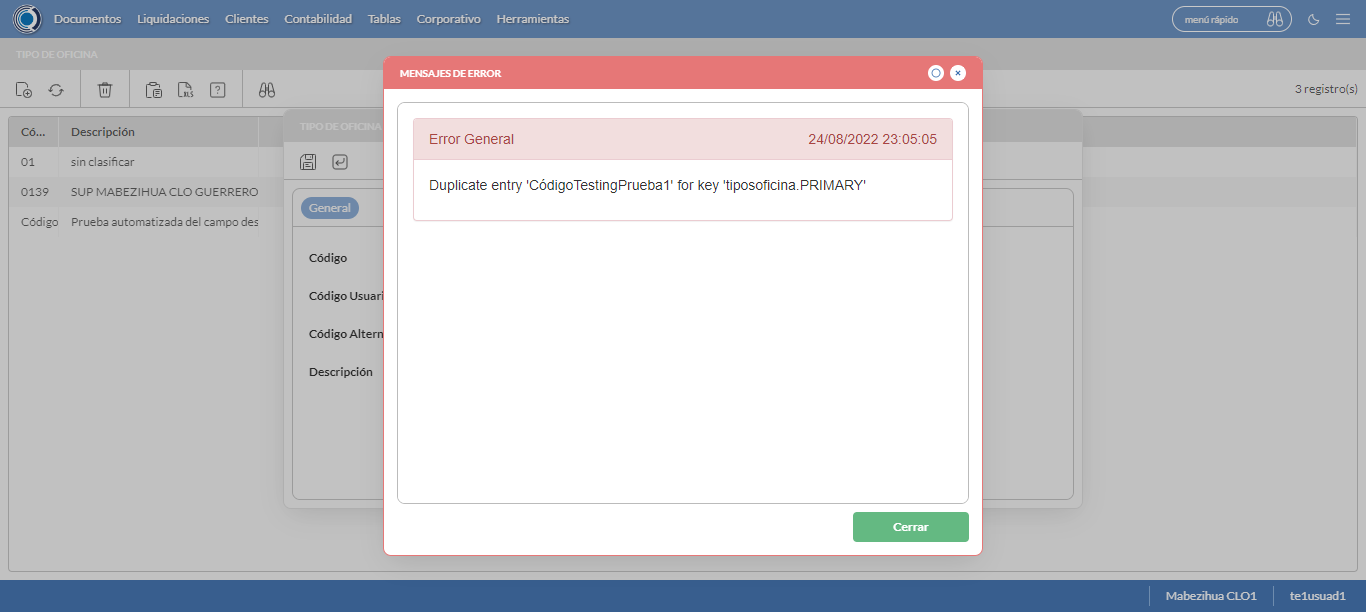 Documentos Liquidaciones Clientes Contabilidad Tablas Corporativo Herramientas menú rápido
TIPO DE OFICINA
MENSAJES DE ERROR
3 registro(s)
Có... Descripción
TIPO DE OFICINA
Error General 24/08/2022 23:05:05
01 sin clasificar
Duplicate entry 'CódigoTestingPrueba1' for key 'tiposoficina.PRIMARY'
0139 SUP MABEZIHUA CLO GUERRERO
General
Código Prueba automatizada del campo des
Código
Código Usuari
Código Altern
Descripción
Cerrar
Mabezihua CLO1 te1usuad1